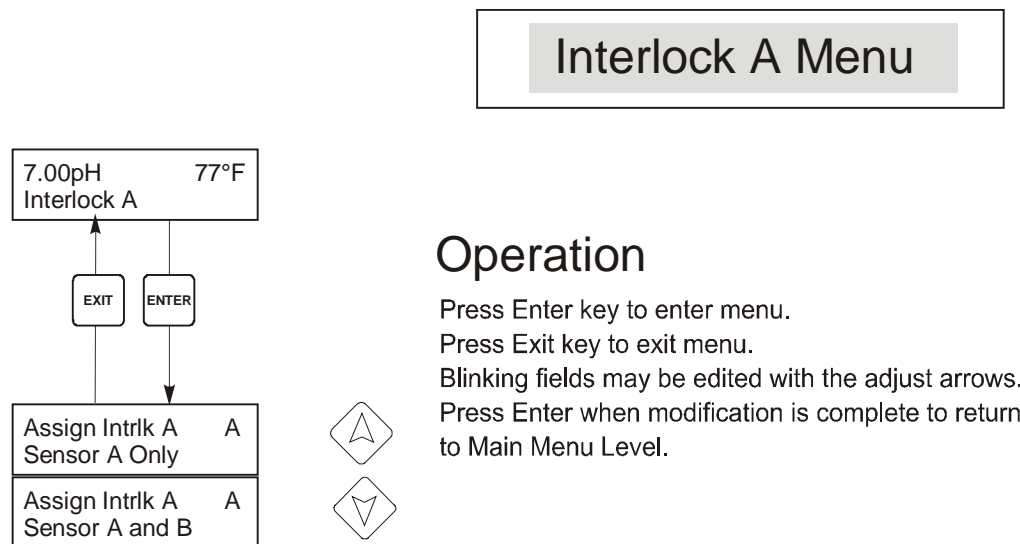 Interlock A Menu
7.00pH 77°F
Interlock A
EXIT ENTER
Assign Intrlk A A
Sensor A Only
Assign Intrlk A A
Sensor A and B
Operation
Press Enter key to enter menu.
Press Exit key to exit menu.
Blinking fields may be edited with the adjust arrows.
Press Enter when modification is complete to return
to Main Menu Level.